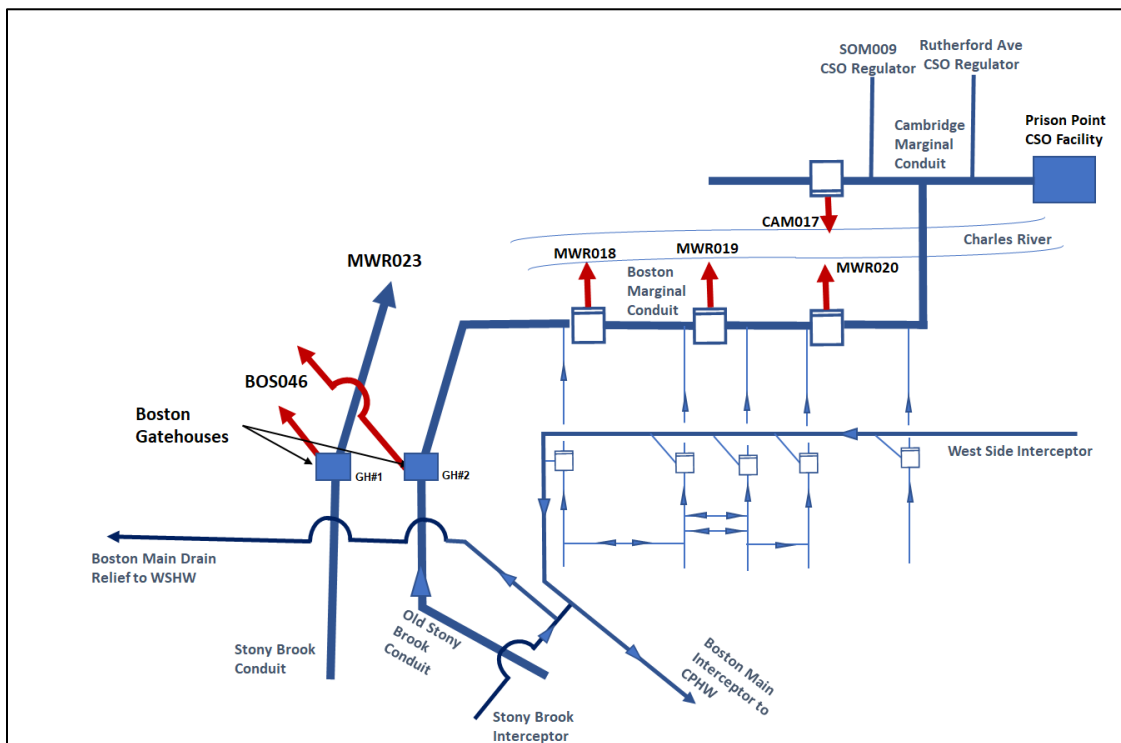 SOM009
CSO Regulator
Rutherford Ave
CSO Regulator
Cambridge
Marginal
Conduit
Prison Point
CSO Facility
CAM017
Charles River
MWR018
MWR019
MWR020
Boston
Marginal
Conduit
MWR023
BOS046
Boston
Gatehouses
GH#1
GH#2
West Side Interceptor
Boston Main Drain
Relief to WSHW
Stony Brook
Conduit
Old Stony
Brook
Conduit
Stony Brook
Interceptor
Boston Main
Interceptor to
CPHW